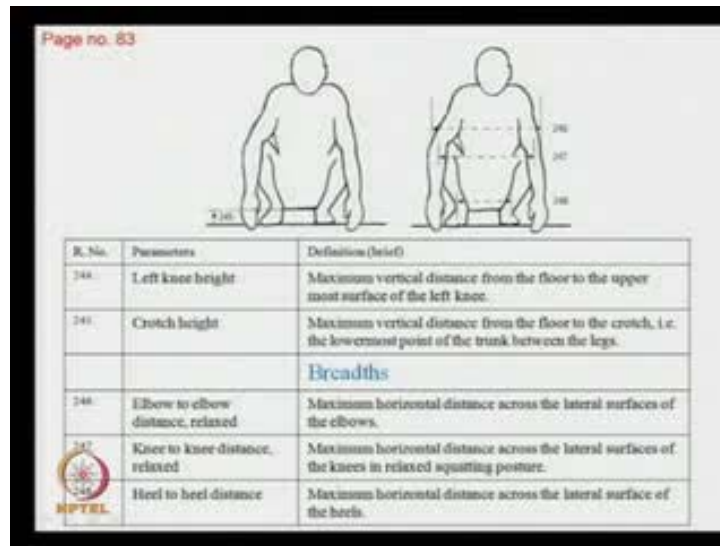 Page no. 83
R. No. Parameters Definition (brief)
244. Left knee height Maximum vertical distance from the floor to the upper
most surface of the left knee.
Crotch height Maximum vertical distance from the floor to the crotch, i.e.
the lowermost point of the trunk between the legs.
Breadths
246. Elbow to elbow Maximum horizontal distance across the lateral surfaces of
distance, relaxed the elbows.
247. Knee to knee distance, Maximum horizontal distance across the lateral surfaces of
relaxed the knees in relaxed squatting posture.
Heel to heel distance Maximum horizontal distance across the lateral surface of
the heels.
NPTEL